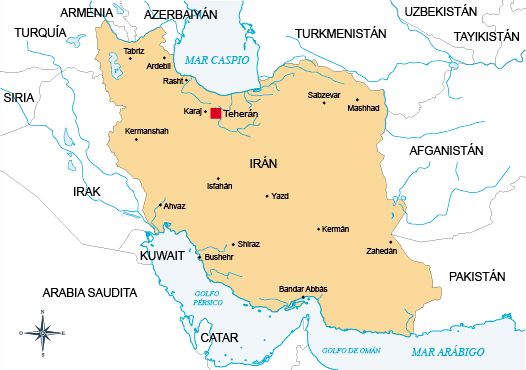 ARMENIA
AZERBAIYÁN
UZBEKISTÁN
TURQUÍA
TURKMENISTÁN
TAYIKISTÁN
Tabriz
Ardebil
MAR CASPIO
Rasht
SIRIA
Sabzevar
Mashhad
Karaj
Teherán
Kermanshah
AFGANISTÁN
IRÁN
Isfahán
IRAK
Yazd
Ahvaz
Kermán
Shiraz
Zahedán
KUWAIT
Bushehr
PAKISTÁN
Bandar Abbás
ARABIA SAUDITA
GOLFO
PÉRSICO
CATAR
GOLFO DE OMÁN
MAR ARÁBIGO